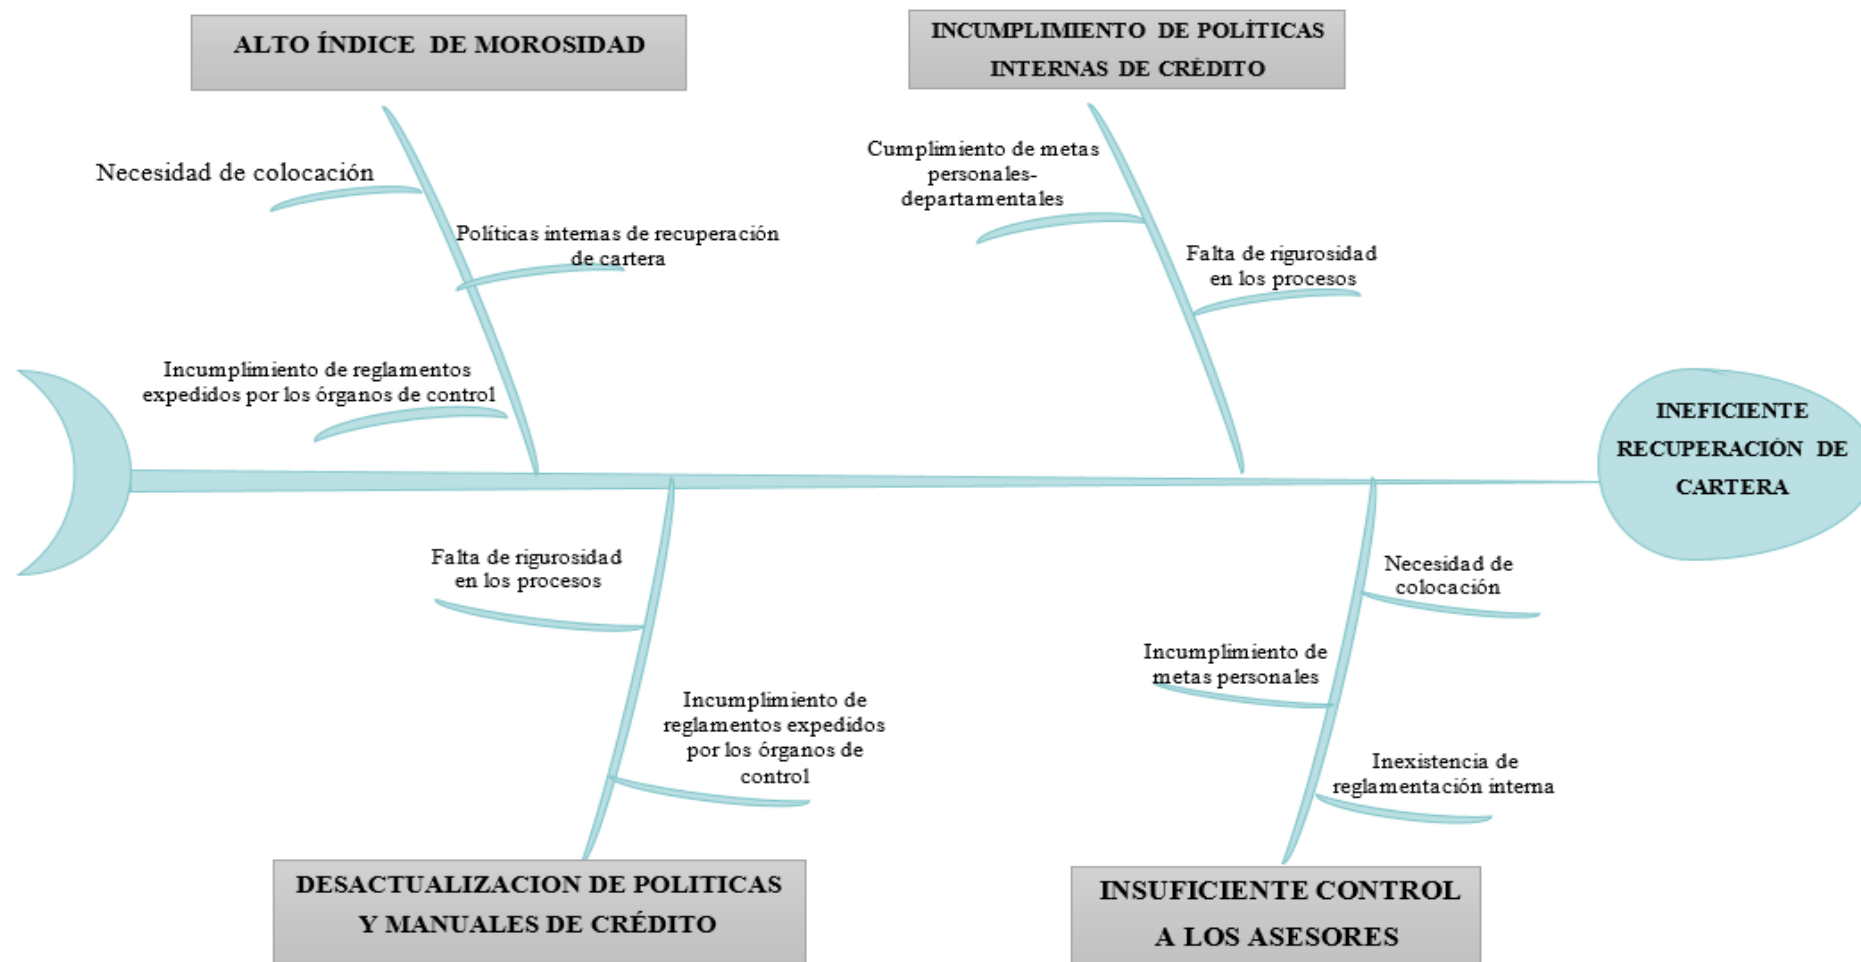 ALTO ÍNDICE DE MOROSIDAD
INCUMPLIMIENTO DE POLÍTICAS
INTERNAS DE CRÉDITO
Necesidad de colocación
Políticas internas de recuperación
de cartera
Incumplimiento de reglamentos
expedidos por los órganos de control
Cumplimiento de metas
personales-
departamentales
Falta de rigurosidad
en los procesos
INEFICIENTE
RECUPERACIÓN DE
CARTERA
Falta de rigurosidad
en los procesos
Incumplimiento de
reglamentos expedidos
por los órganos de
control
Necesidad de
colocación
Incumplimiento de
metas personales
Inexistencia de
reglamentación interna
DESACTUALIZACION DE POLITICAS
Y MANUALES DE CRÉDITO
INSUFICIENTE CONTROL
A LOS ASESORES